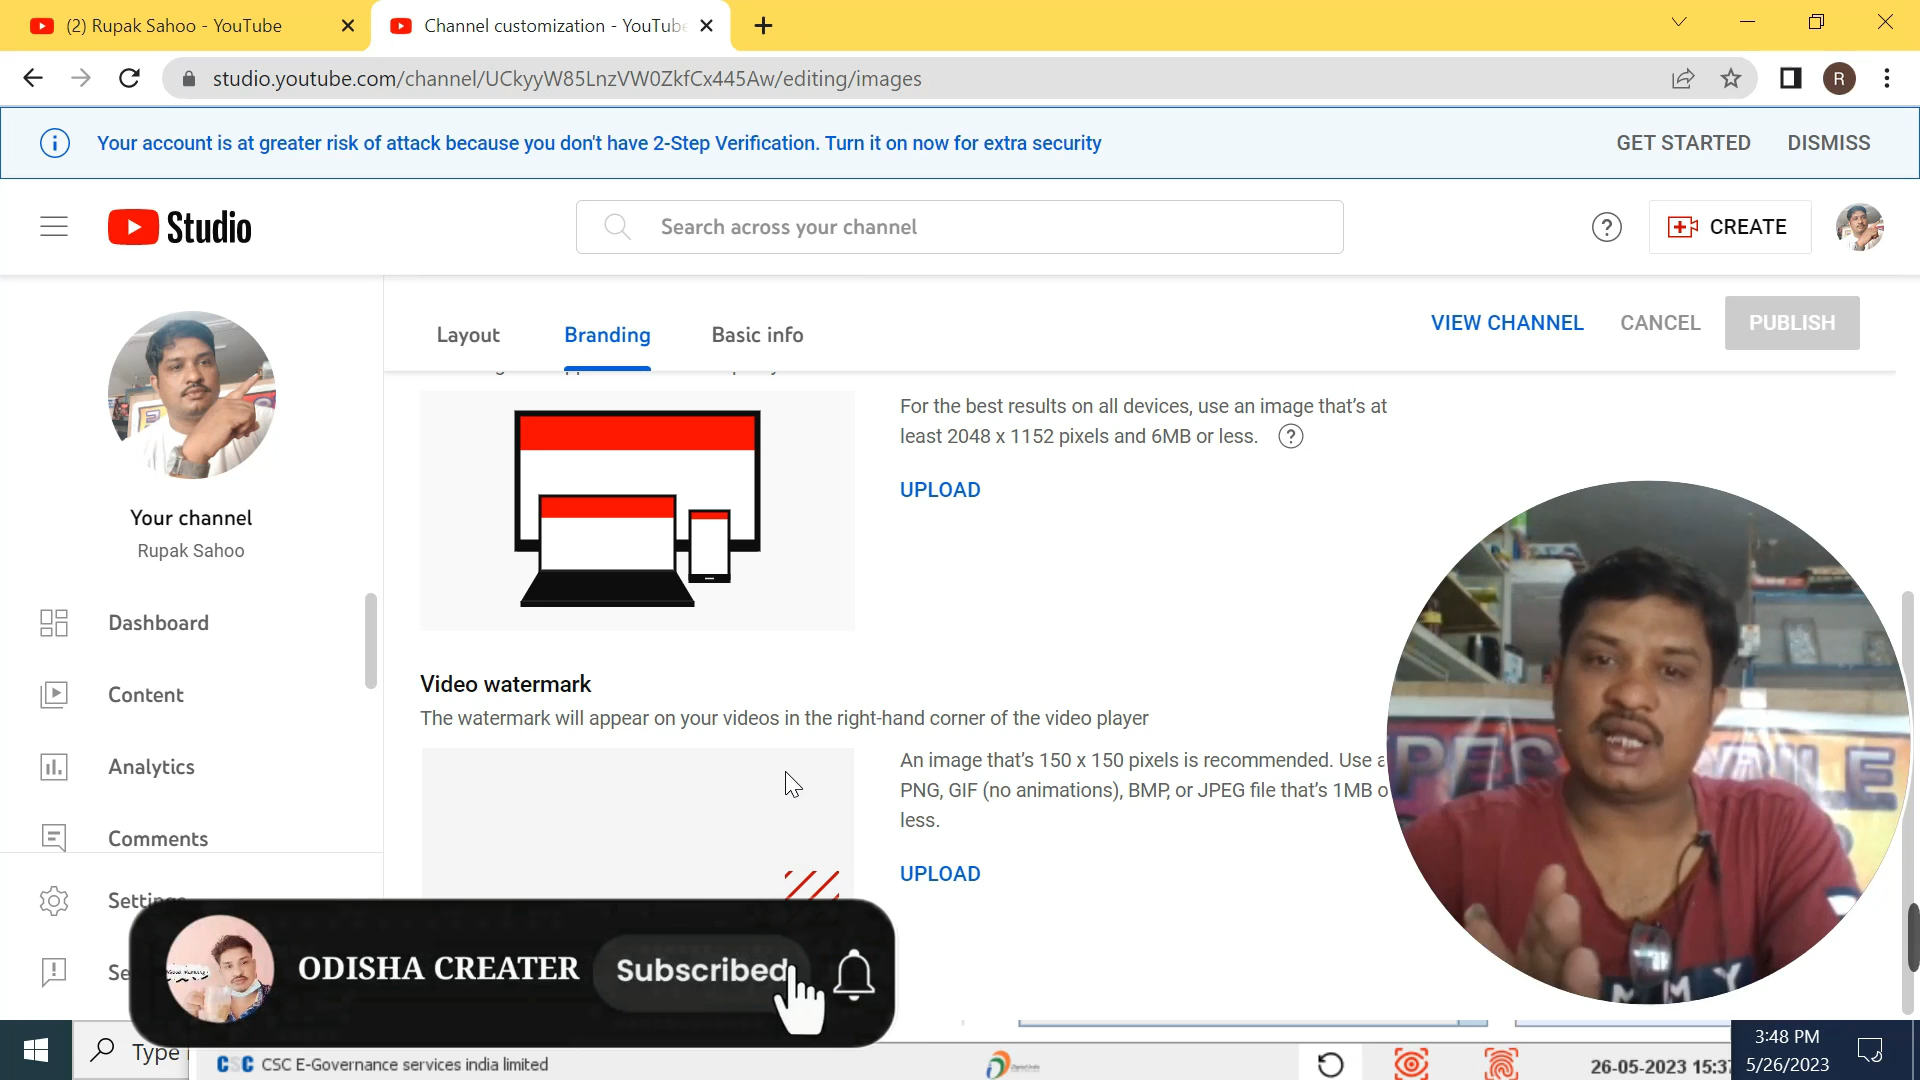 (2) Rupak Sahoo - YouTube
Channel customization - YouTube
studio.youtube.com/channel/UCkyyW85LnzVW0ZkfCx445Aw/editing/images
R
Your account is at greater risk of attack because you don't have 2-Step Verification. Turn it on now for extra security
GET STARTED
DISMISS
Studio
Search across your channel
CREATE
Layout
Branding
Basic info
VIEW CHANNEL
CANCEL
PUBLISH
For the best results on all devices, use an image that's at
least 2048 x 1152 pixels and 6MB or less.
UPLOAD
Your channel
Rupak Sahoo
Dashboard
Content
Analytics
Comments
Settings
Video watermark
The watermark will appear on your videos in the right-hand corner of the video player
An image that's 150 x 150 pixels is recommended. Use a
PNG, GIF (no animations), BMP, or JPEG file that's 1MB o
less.
UPLOAD
Se
ODISHA CREATER
Subscribed
Type
CSC CSC E-Governance services india limited
26-05-2023 15:37
3:48 PM
5/26/2023